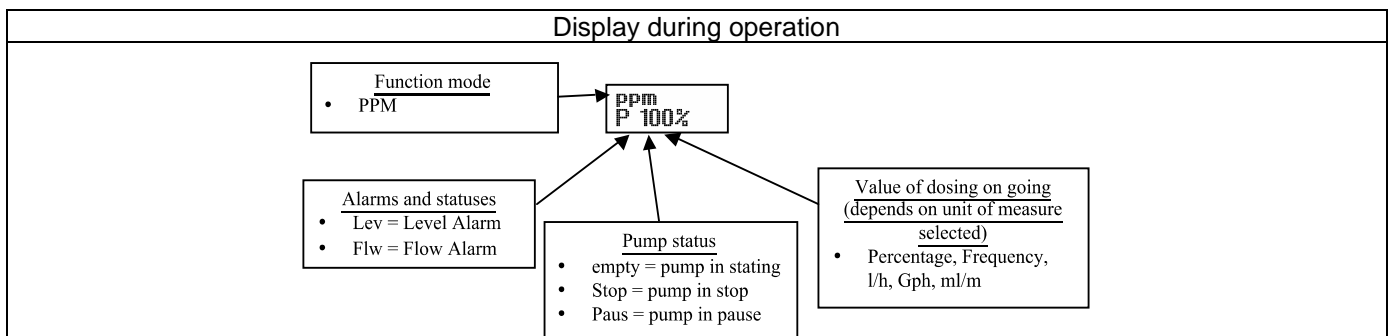 Display during operation
Function mode
• PPM
ppm
P 100%
Alarms and statuses
• Lev = Level Alarm
• Flw = Flow Alarm
Pump status
• empty = pump in stating
• Stop = pump in stop
• Paus = pump in pause
Value of dosing on going
(depends on unit of measure
selected)
• Percentage, Frequency,
l/h, Gph, ml/m